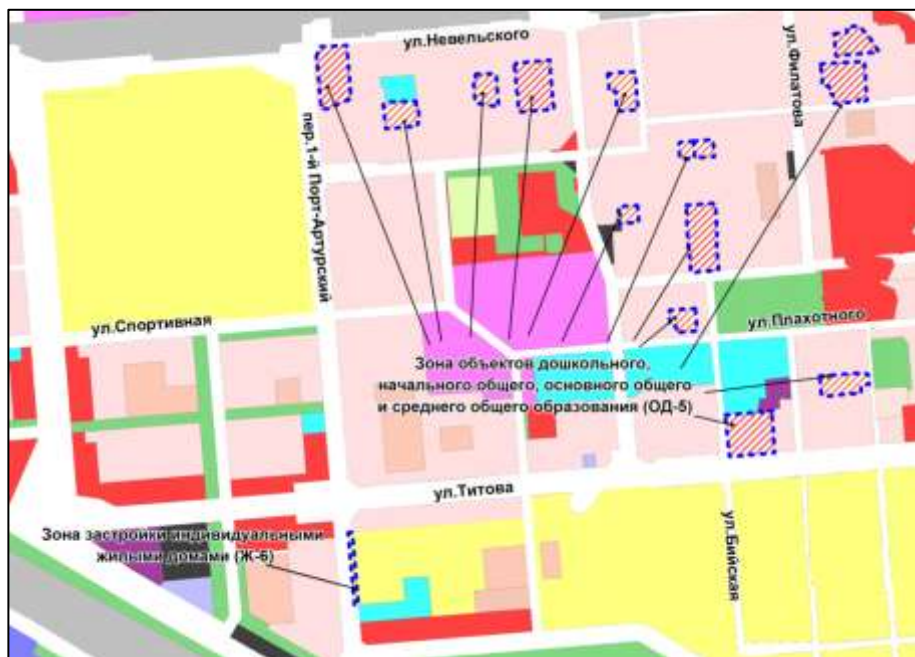 ул.Невельского
ул.Филатова
пер.1-й Порт-Артурский
ул.Спортивная
ул.Плахотного
Зона объектов дошкольного,
начального общего, основного общего
и среднего общего образования (ОД-5)
ул.Титова
Зона застройки индивидуальными
жилыми домами (Ж-6)
ул.Бийская